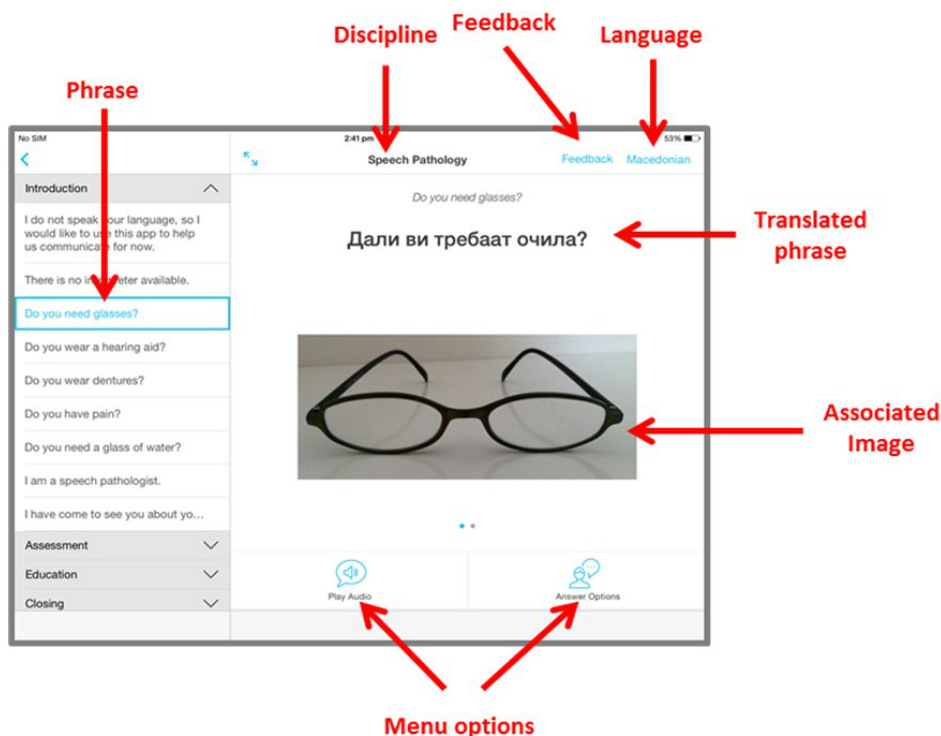 Discipline
Feedback
Language
Phrase
No SIM
2:41 pm
53%
Speech Pathology
Feedback
Macedonian
Introduction
I do not speak your language, so I
would like to use this app to help
us communicate for now.
There is no interpreter available.
Do you need glasses?
Do you wear a hearing aid?
Do you wear dentures?
Do you have pain?
Do you need a glass of water?
I am a speech pathologist.
I have come to see you about yo...
Assessment
Education
Closing
Do you need glasses?
Дали ви требаат очила?
Translated
phrase
Associated
Image
Play Audio
Answer Options
Menu options